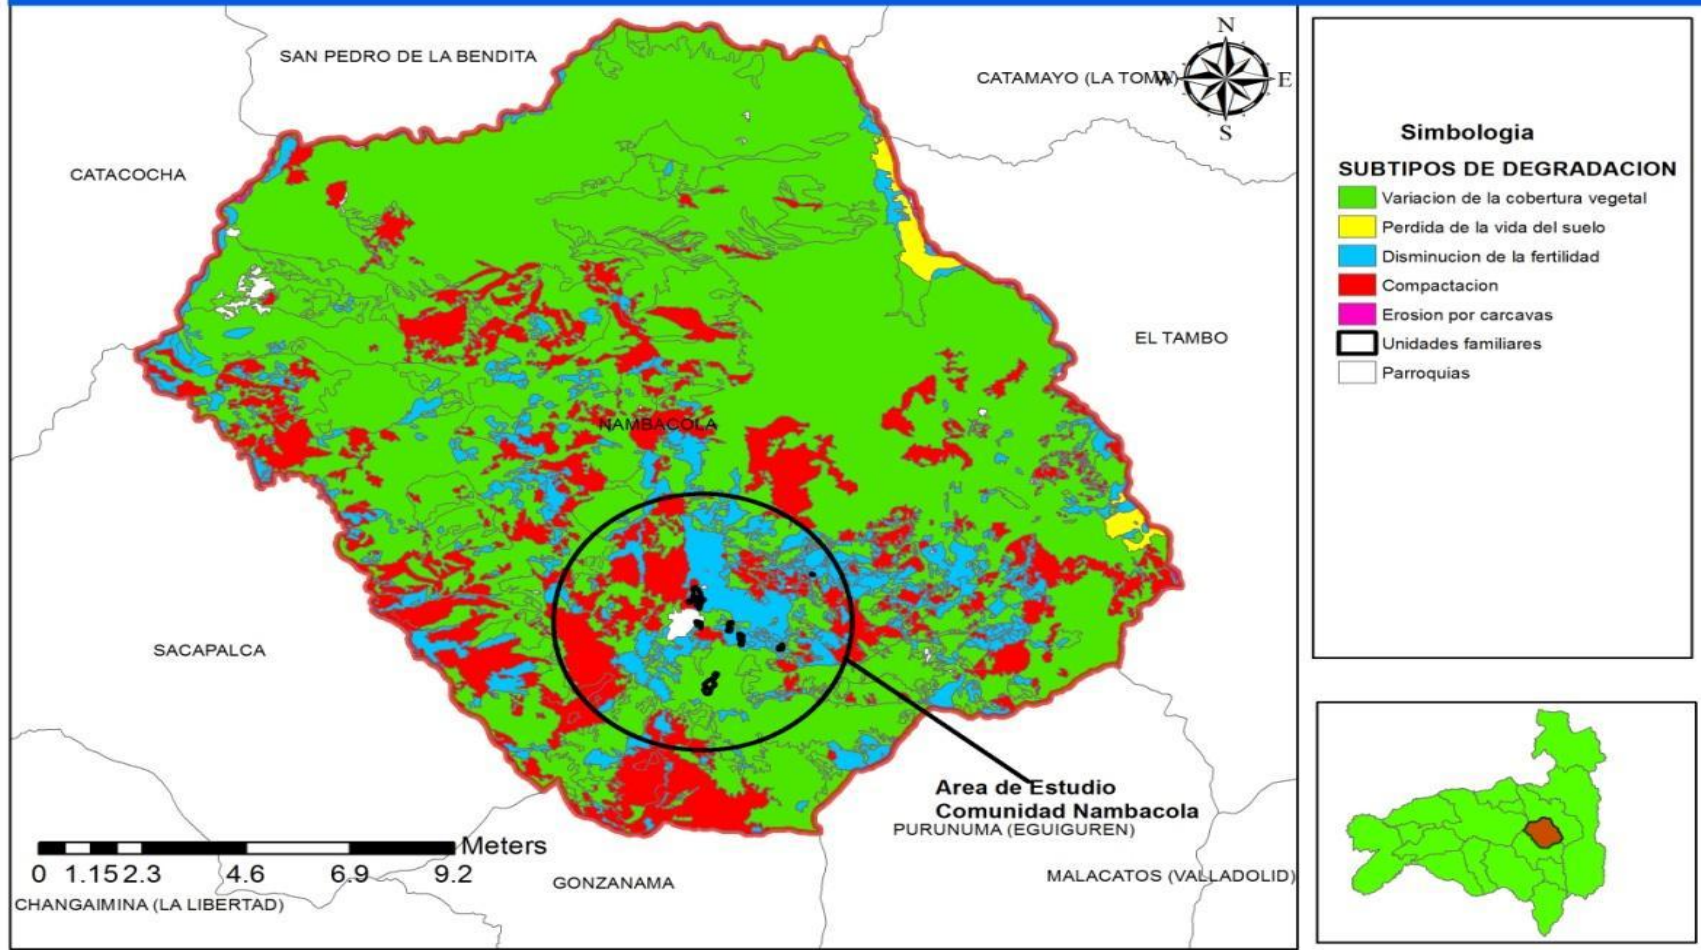 N
SAN PEDRO DE LA BENDITA
CATAMAYO (LA TOMA)
W
E
S
CATACOCHA
EL TAMBO
NAMBACOLA
SACAPALCA
Area de Estudio
Comunidad Nambacola
PURUNUMA (EGUIGUREN)
Meters
0 1.15 2.3 4.6 6.9 9.2
GONZANAMA
MALACATOS (VALLADOLID)
CHANGAIMINA (LA LIBERTAD)
Simbologia
SUBTIPOS DE DEGRADACION
Variacion de la cobertura vegetal
Perdida de la vida del suelo
Disminucion de la fertilidad
Compactacion
Erosion por carcavas
Unidades familiares
Parroquias